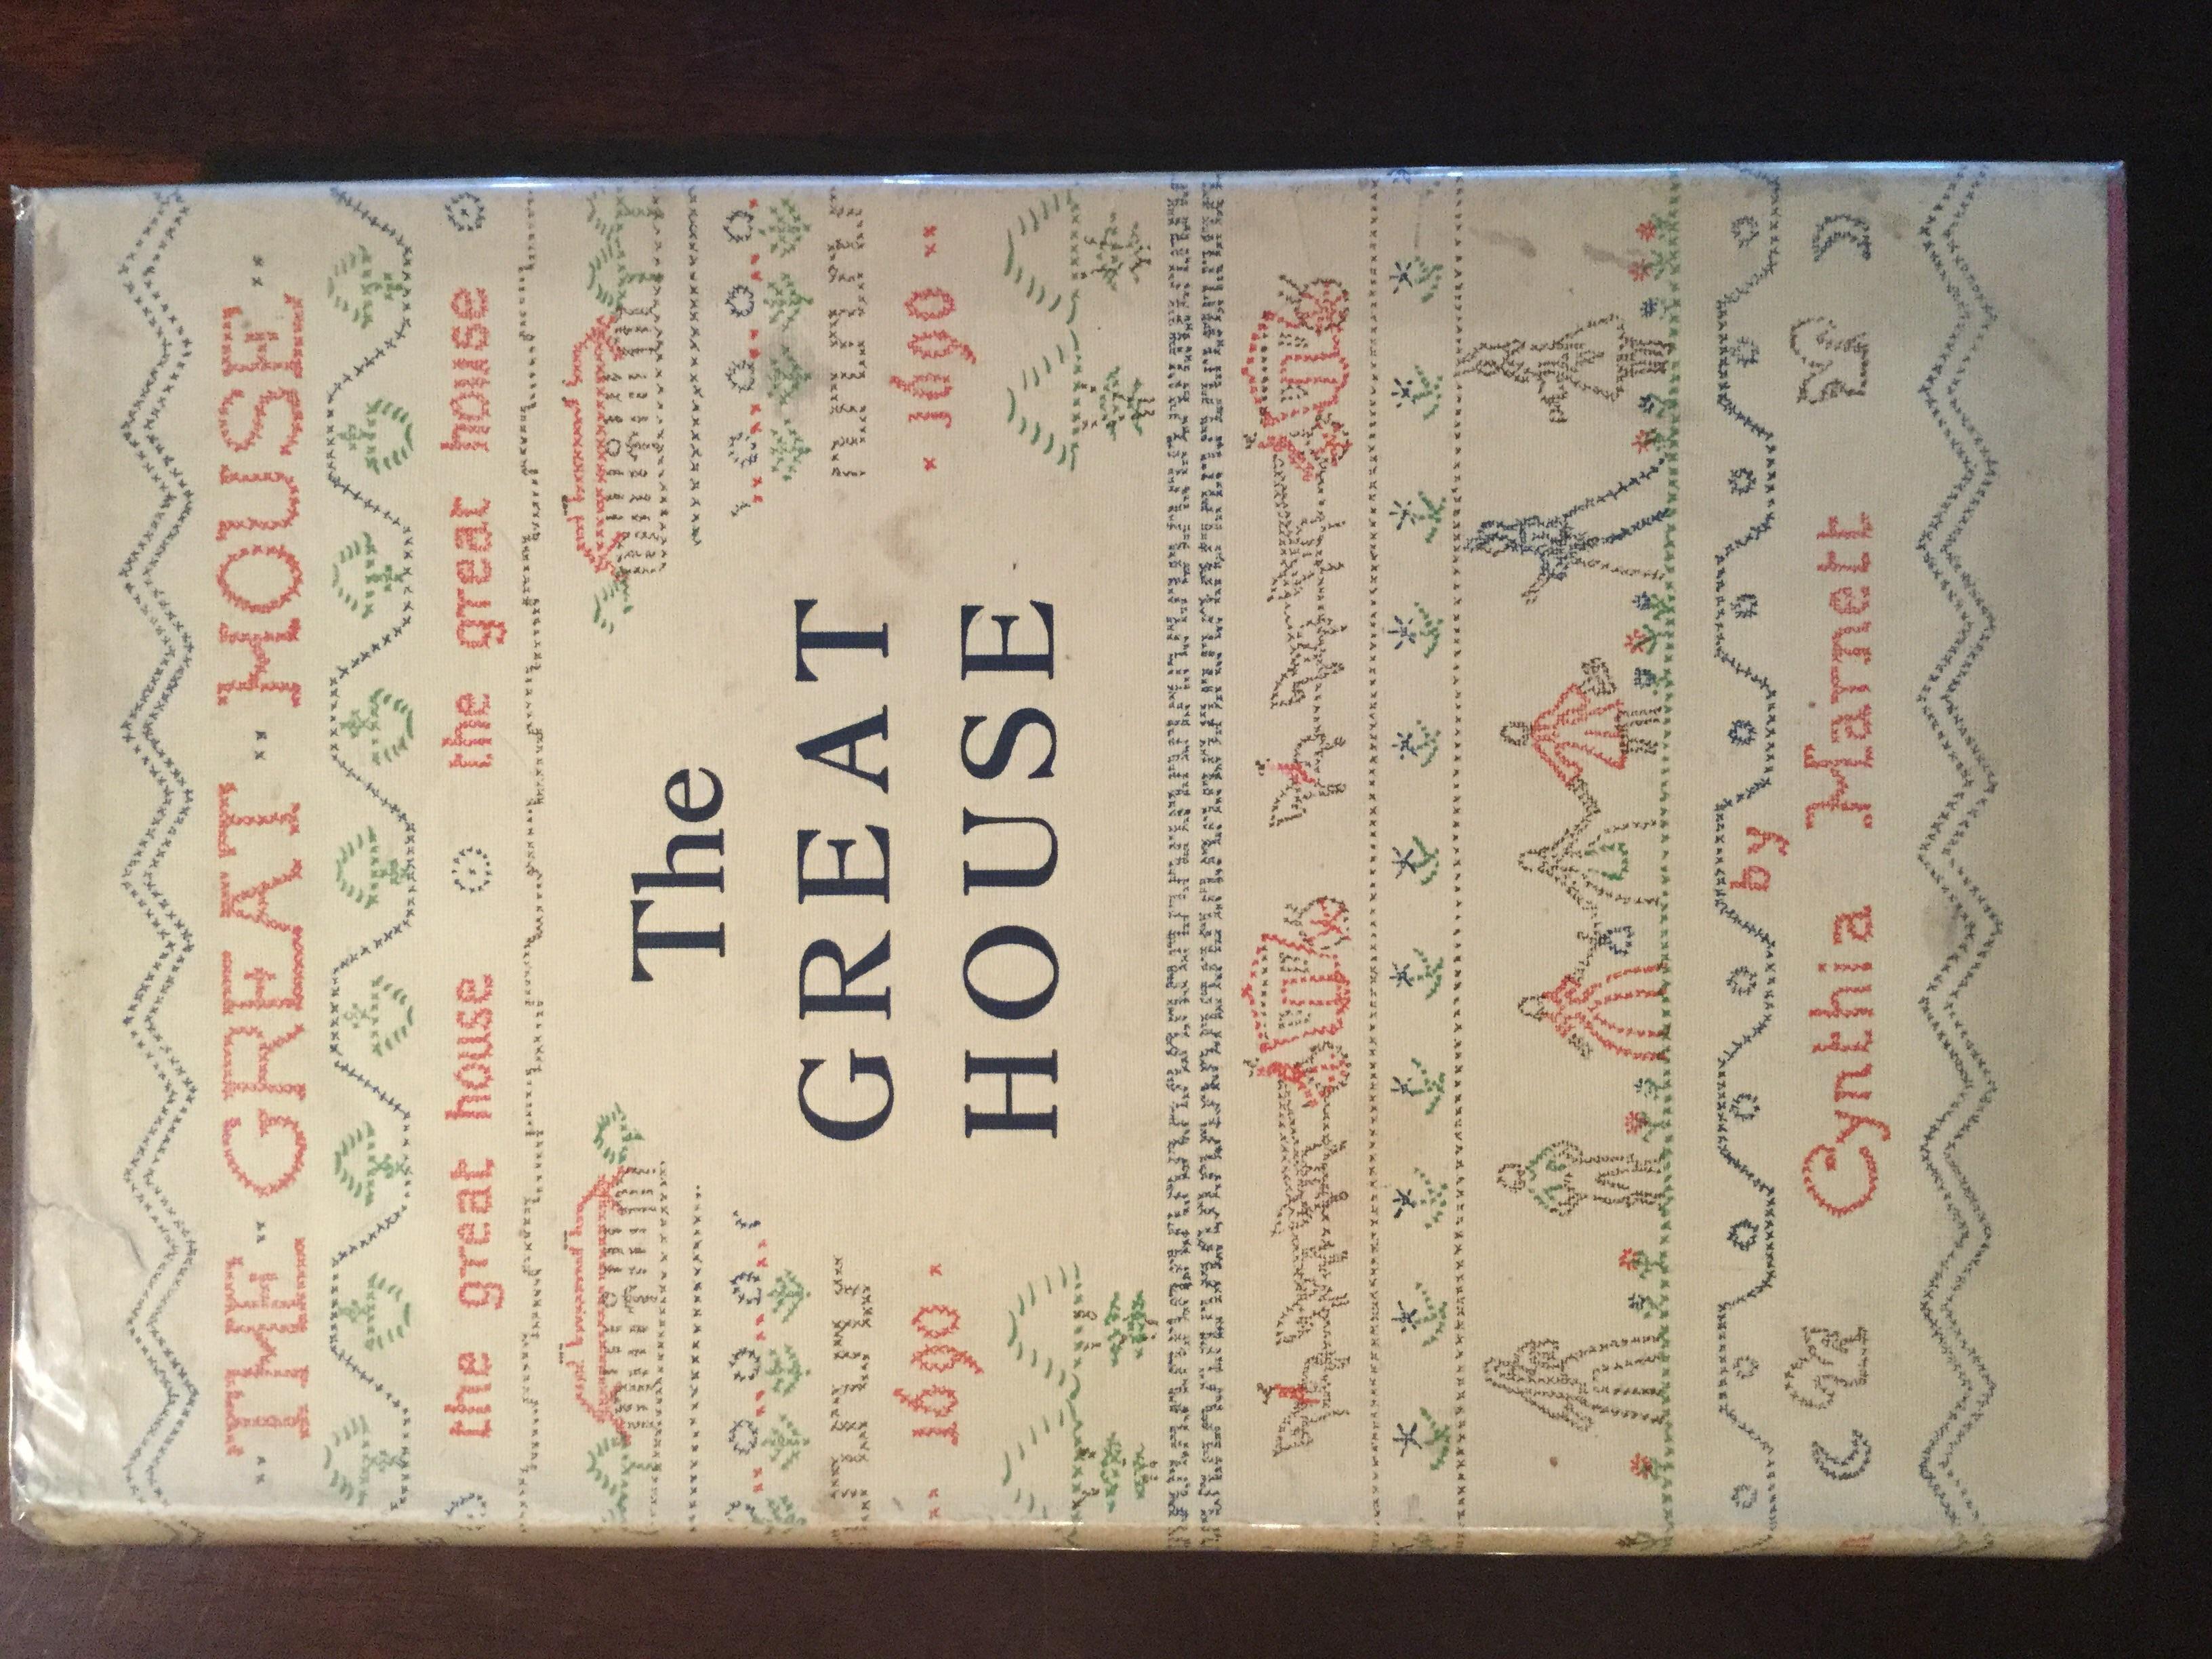 THE GREAT HOUSE
the great house the great house
The
GREAT
HOUSE
1690 1690
by
Cynthia Harnett